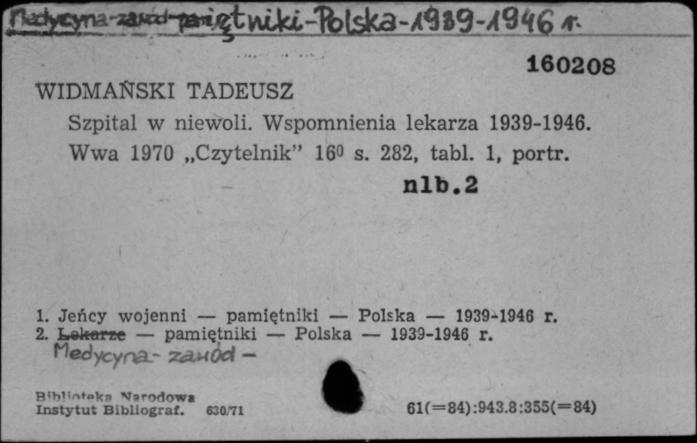 Medycyna-zawód-pamiętniki-Polska-1939-1946 r.
160208
WIDMAŃSKI TADEUSZ
Szpital w niewoli. Wspomnienia lekarza 1939-1946.
Wwa 1970 „Czytelnik” 16⁰ s. 282, tabl. 1, portr.
nlb.2
1. Jeńcy wojenni — pamiętniki — Polska — 1939-1946 r.
2. Lekarze — pamiętniki — Polska — 1939-1946 r.
Medycyna- zawód -
Biblioteka Narodowa
Instytut Bibliograf. 630/71
61(=84):943.8:355(=84)